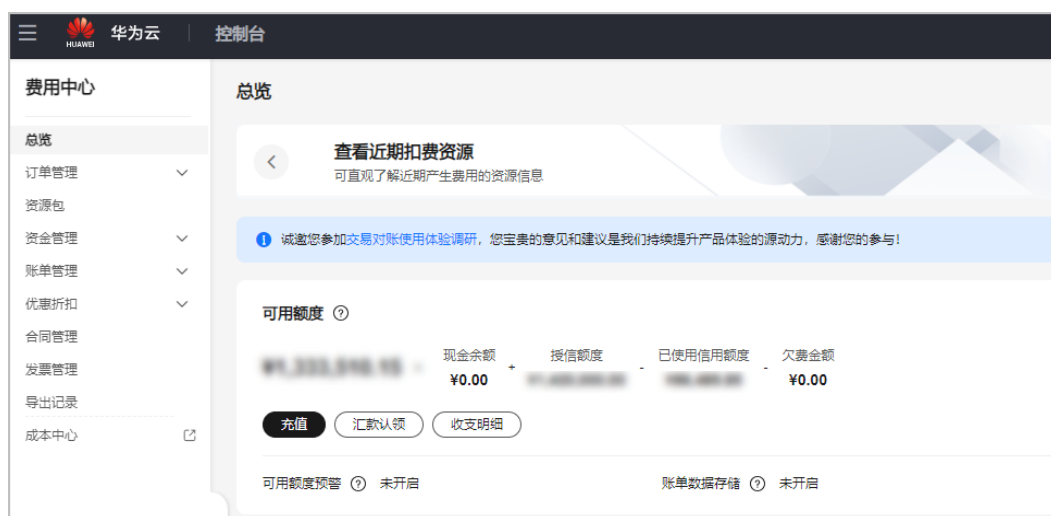 HUAWEI 华为云 控制台
费用中心
总览
订单管理
资源包
资金管理
账单管理
优惠折扣
合同管理
发票管理
导出记录
成本中心
总览
查看近期扣费资源
可直观了解近期产生费用的资源信息
诚邀您参加交易对账使用体验调研，您宝贵的意见和建议是我们持续提升产品体验的源动力，感谢您的参与！
可用额度 ?
现金余额 + 授信额度 - 已使用信用额度 - 欠费金额
¥0.00 ¥0.00
充值 汇款认领 收支明细
可用额度预警 ? 未开启 账单数据存储 ? 未开启